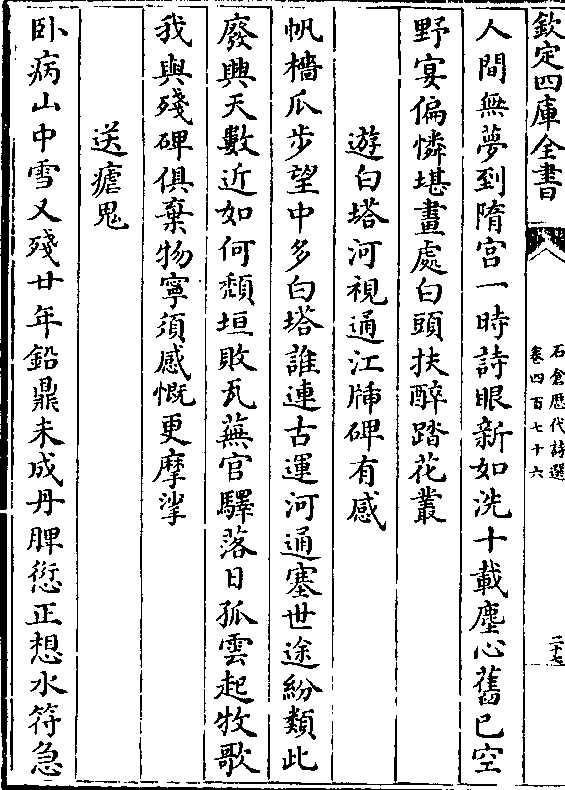 欽定四庫全書
石倉歴代詩選
卷四百七十六
二十七
人間無夢到隋宫一時詩眼新如洗十載塵心舊已空
野宴偏憐堪畫處白頭扶醉踏花叢
遊白塔河視通江牐碑有感
帆檣瓜步望中多白塔誰連古運河通塞世途紛類此
廢興天數近如何頽垣敗瓦蕪官驛落日孤雲起牧歌
我與殘碑俱棄物寧須感慨更摩挲
送瘧鬼
卧病山中雪又殘廿年鉛鼎未成丹脾愆正想水符急